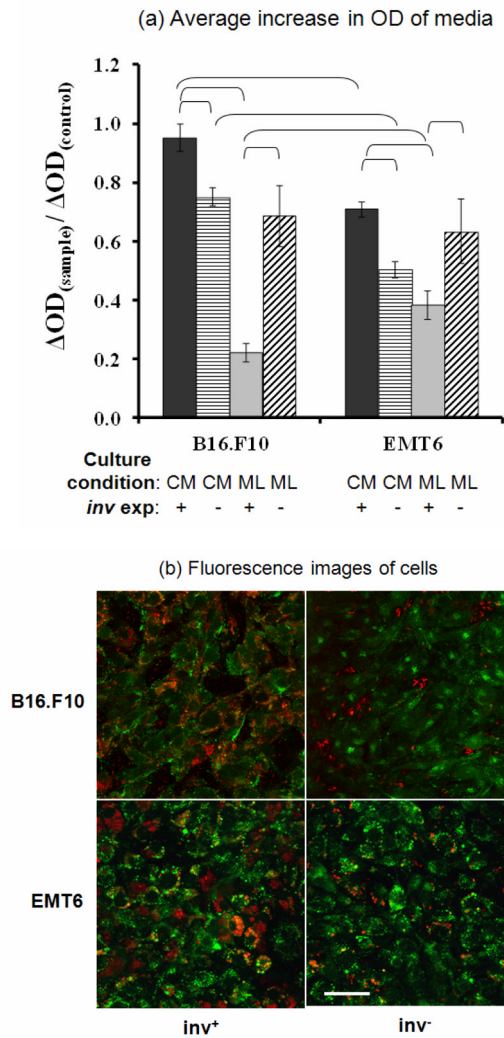 (a) Average increase in OD of media
ΔOD(sample) / ΔOD(control)
1.2
1.0
0.8
0.6
0.4
0.2
0.0
B16.F10 EMT6
Culture
condition: CM CM ML ML CM CM ML ML
inv exp: + - + - + - + -
(b) Fluorescence images of cells
B16.F10
EMT6
inv⁺ inv⁻